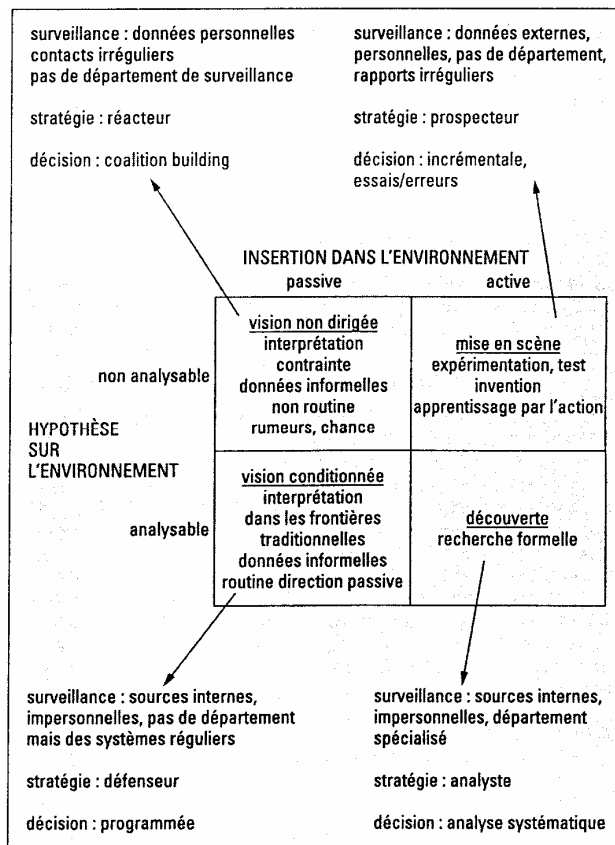 surveillance : données personnelles
contacts irréguliers
pas de département de surveillance
stratégie : réacteur
décision : coalition building
surveillance : données externes,
personnelles, pas de département,
rapports irréguliers
stratégie : prospecteur
décision : incrémentale,
essais/erreurs
INSERTION DANS L'ENVIRONNEMENT
passive
active
HYPOTHÈSE
SUR
L'ENVIRONNEMENT
non analysable
vision non dirigée
interprétation
contrainte
données informelles
non routine
rumeurs, chance
mise en scène
expérimentation, test
invention
apprentissage par l'action
analysable
vision conditionnée
interprétation
dans les frontières
traditionnelles
données informelles
routine direction passive
découverte
recherche formelle
surveillance : sources internes,
impersonnelles, pas de département
mais des systèmes réguliers
stratégie : défenseur
décision : programmée
surveillance : sources internes,
impersonnelles, département
spécialisé
stratégie : analyste
décision : analyse systématique